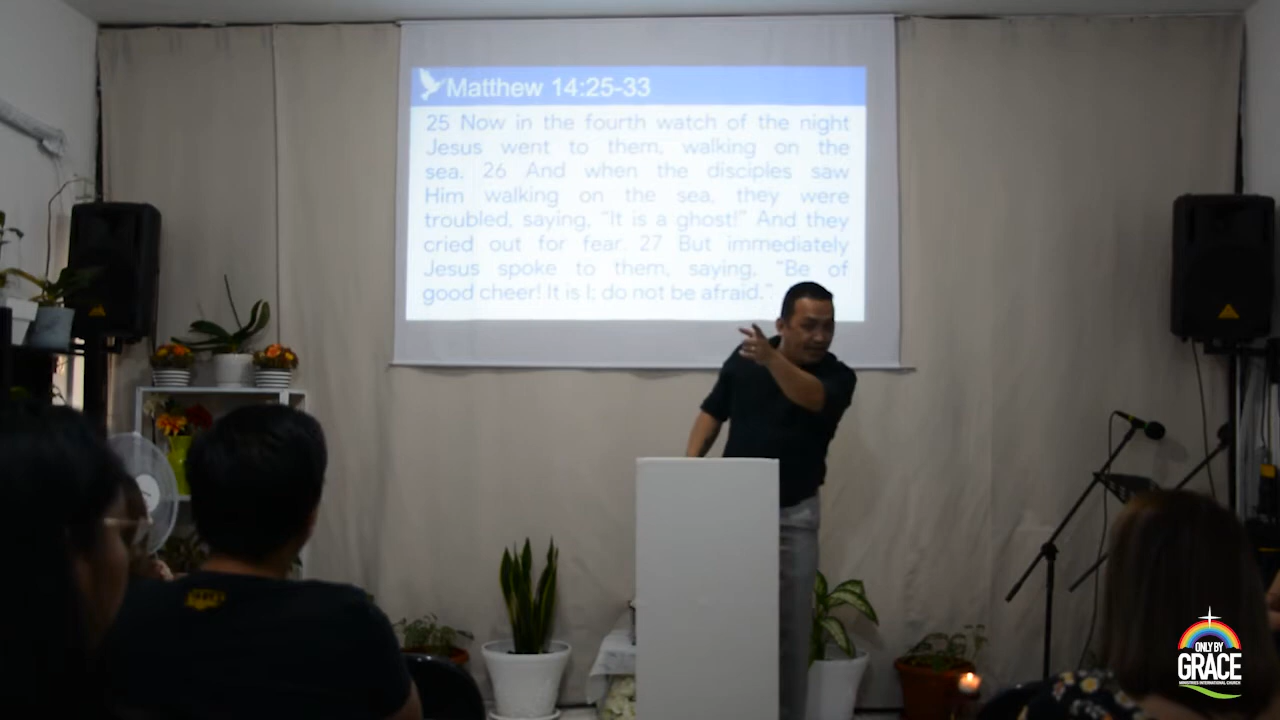 Matthew 14:25-33
25 Now in the fourth watch of the night
Jesus went to them, walking on the
sea. 26 And when the disciples saw
Him walking on the sea, they were
troubled, saying, “It is a ghost!” And they
cried out for fear. 27 But immediately
Jesus spoke to them, saying, “Be of
good cheer! It is I; do not be afraid.”
ONLY BY
GRACE
MINISTRIES INTERNATIONAL CHURCH